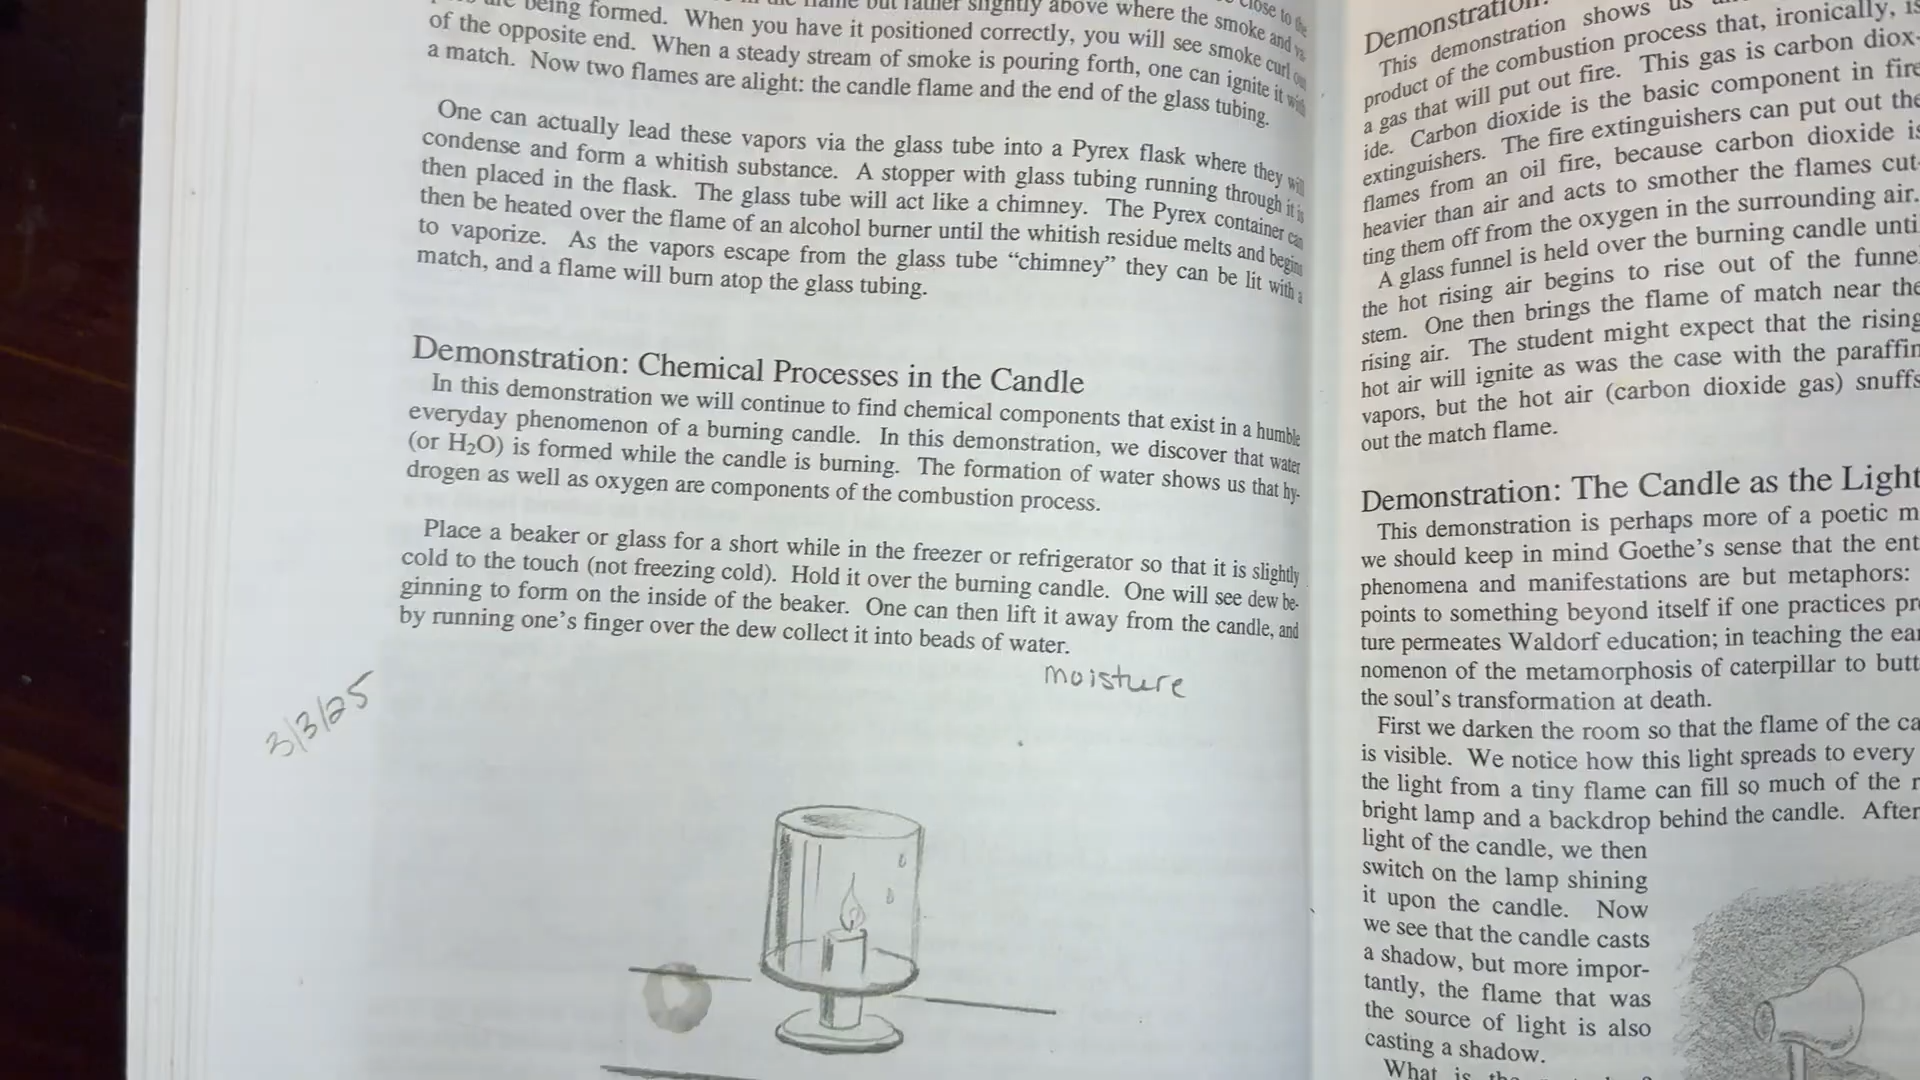 being formed. When you have it positioned correctly, you will see smoke curl out
of the opposite end. When a steady stream of smoke is pouring forth, one can ignite it with
a match. Now two flames are alight: the candle flame and the end of the glass tubing.
One can actually lead these vapors via the glass tube into a Pyrex flask where they will
condense and form a whitish substance. A stopper with glass tubing running through it is
then placed in the flask. The glass tube will act like a chimney. The Pyrex container can
then be heated over the flame of an alcohol burner until the whitish residue melts and begins
to vaporize. As the vapors escape from the glass tube “chimney” they can be lit with a
match, and a flame will burn atop the glass tubing.
Demonstration: Chemical Processes in the Candle
In this demonstration we will continue to find chemical components that exist in a humble
everyday phenomenon of a burning candle. In this demonstration, we discover that water
(or H₂O) is formed while the candle is burning. The formation of water shows us that hy-
drogen as well as oxygen are components of the combustion process.
Place a beaker or glass for a short while in the freezer or refrigerator so that it is slightly
cold to the touch (not freezing cold). Hold it over the burning candle. One will see dew be-
ginning to form on the inside of the beaker. One can then lift it away from the candle, and
by running one’s finger over the dew collect it into beads of water.
moisture
3/3/25
Demonstration:
This demonstration shows us
product of the combustion process that, ironically, is
a gas that will put out fire. This gas is carbon diox-
ide. Carbon dioxide is the basic component in fire
extinguishers. The fire extinguishers can put out the
flames from an oil fire, because carbon dioxide is
heavier than air and acts to smother the flames cut-
ting them off from the oxygen in the surrounding air.
A glass funnel is held over the burning candle unti
the hot rising air begins to rise out of the funne
stem. One then brings the flame of match near the
rising air. The student might expect that the rising
hot air will ignite as was the case with the paraffin
vapors, but the hot air (carbon dioxide gas) snuffs
out the match flame.
Demonstration: The Candle as the Light
This demonstration is perhaps more of a poetic m
we should keep in mind Goethe’s sense that the ent
phenomena and manifestations are but metaphors:
points to something beyond itself if one practices pr
ture permeates Waldorf education; in teaching the ear
nomenon of the metamorphosis of caterpillar to butt
the soul’s transformation at death.
First we darken the room so that the flame of the ca
is visible. We notice how this light spreads to every
the light from a tiny flame can fill so much of the r
bright lamp and a backdrop behind the candle. After
light of the candle, we then
switch on the lamp shining
it upon the candle. Now
we see that the candle casts
a shadow, but more impor-
tantly, the flame that was
the source of light is also
casting a shadow.
What is